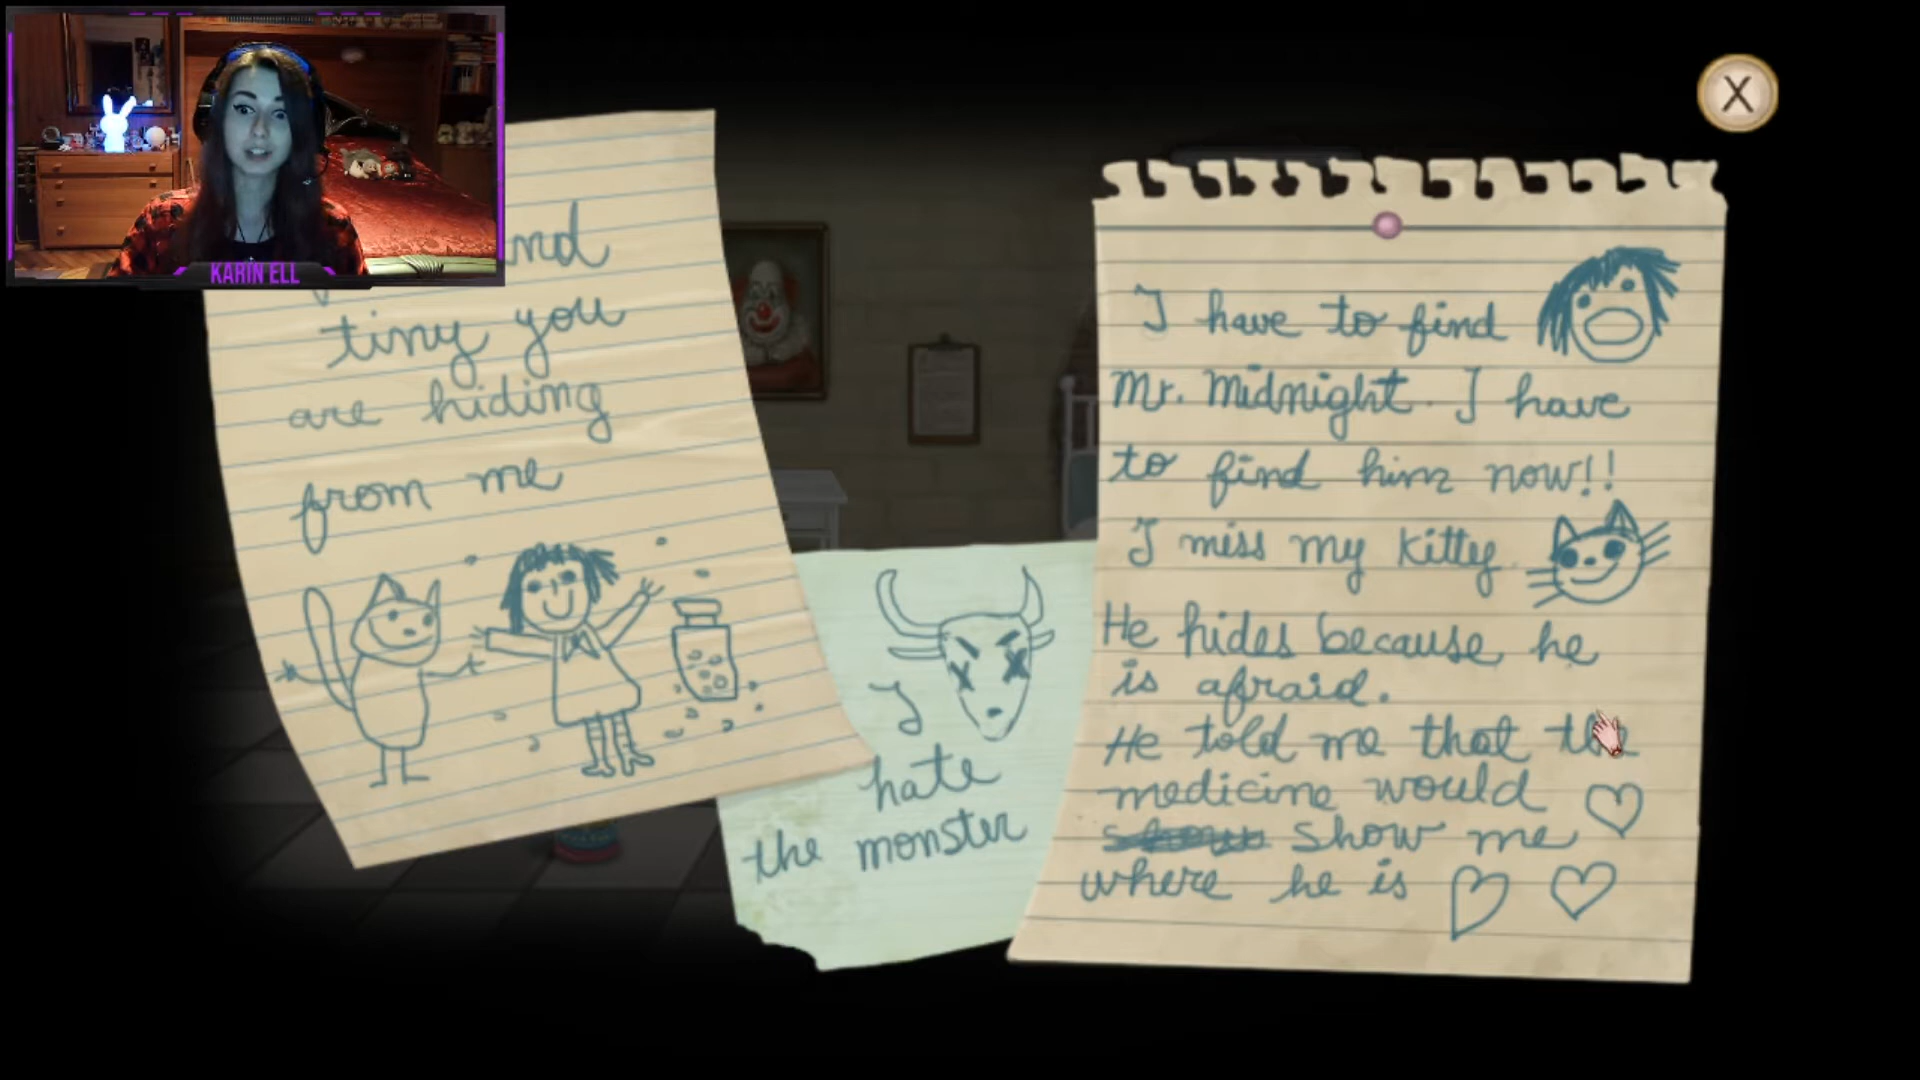 KARIN ELL
nd
tiny you
are hiding
from me
I
hate
the monster
X
I have to find
Mr. Midnight. I have
to find him now!!
I miss my kitty.
He hides because he
is afraid.
He told me that the
medicine would
show me
where he is